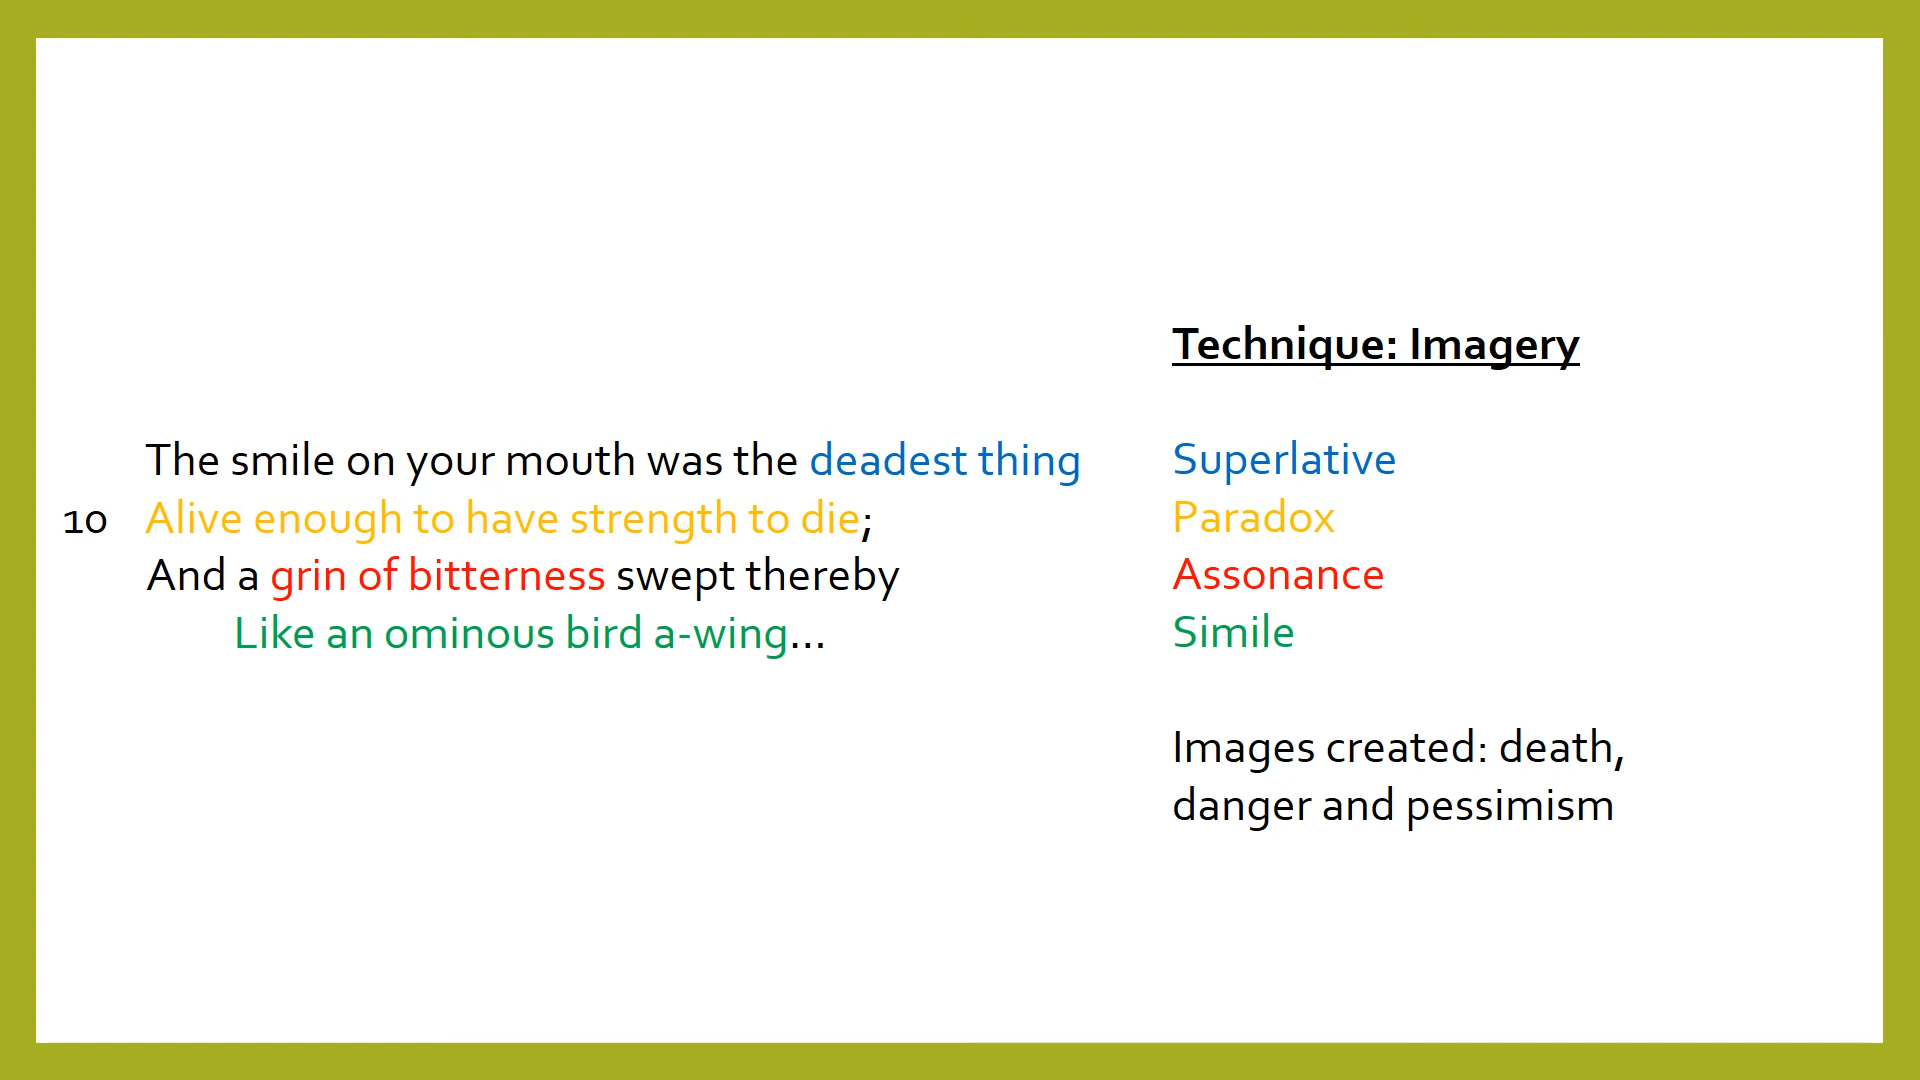 Technique: Imagery
The smile on your mouth was the deadest thing
10 Alive enough to have strength to die;
And a grin of bitterness swept thereby
Like an ominous bird a-wing...
Superlative
Paradox
Assonance
Simile
Images created: death,
danger and pessimism